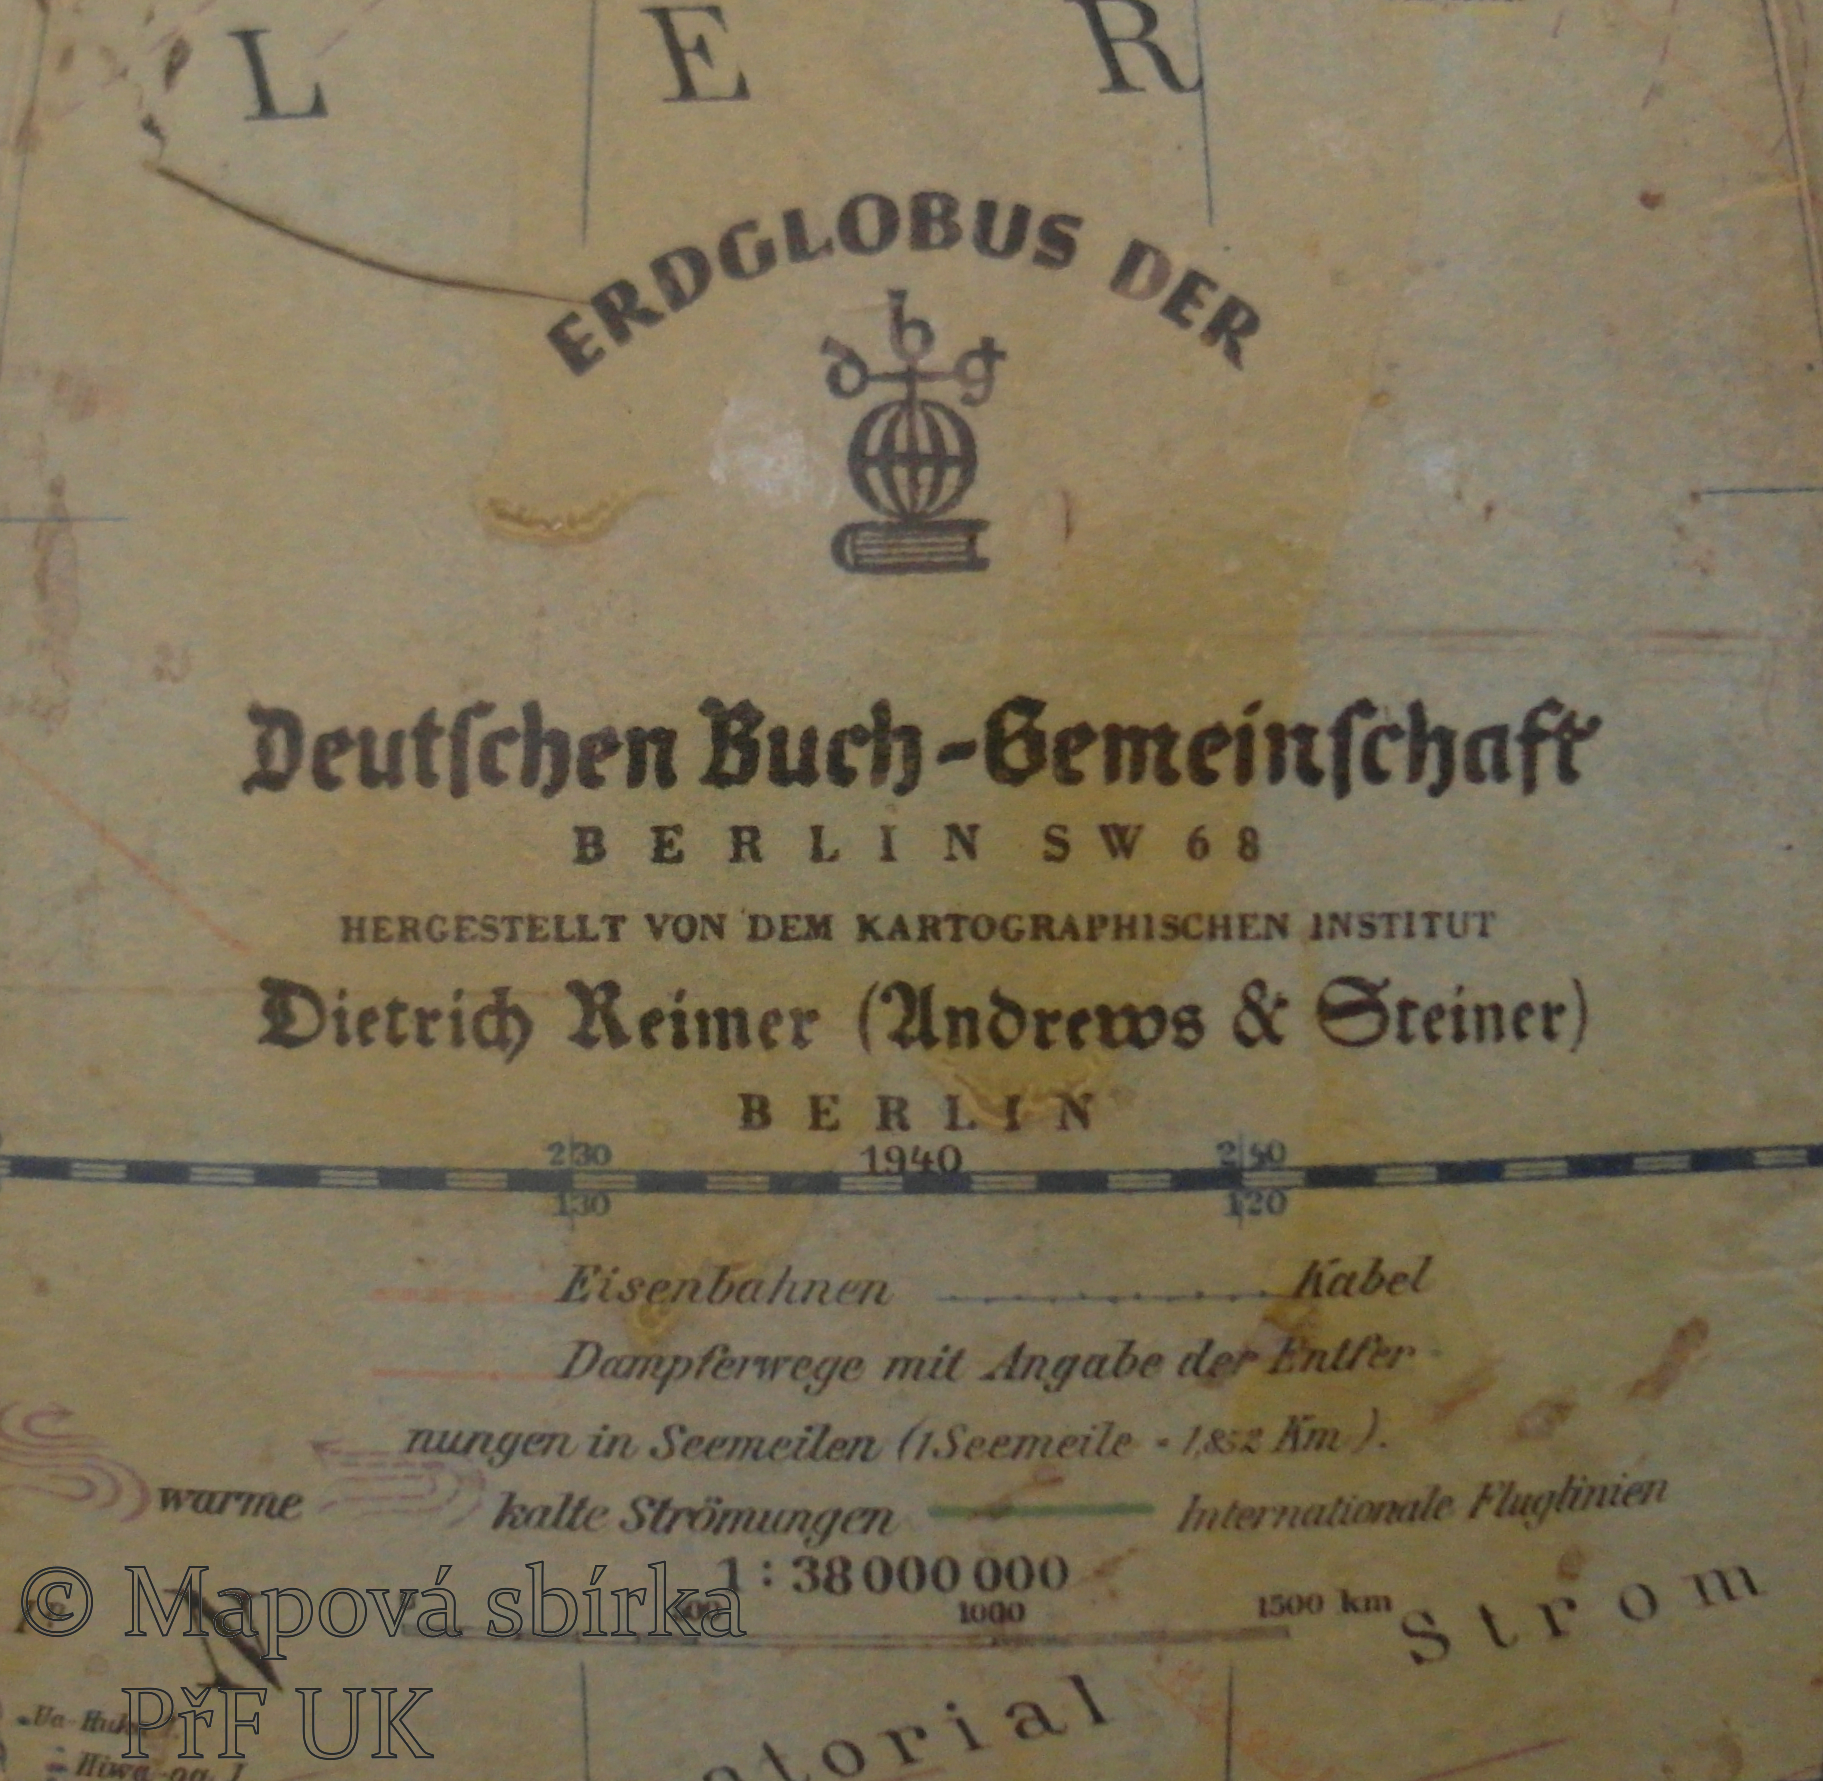 L E R
ERDGLOBUS DER
dbg
Deutſchen Buch-Gemeinſchaft
BERLIN SW 68
HERGESTELLT VON DEM KARTOGRAPHISCHEN INSTITUT
Dietrich Reimer (Andrews & Steiner)
BERLIN
230 1940 240
130 120
Eisenbahnen Kabel
Dampferwege mit Angabe der Entfer-
nungen in Seemeilen (1 Seemeile - 1,852 Km).
warme kalte Strömungen Internationale Fluglinien
1:38 000 000
1000 1500 km
N Strom
© Mapová sbírka
PřF UK
torial